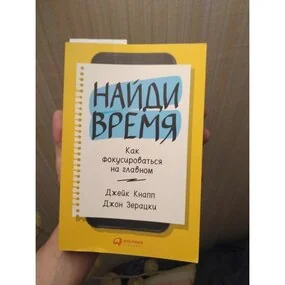 НАЙДИ
ВРЕМЯ
Как
фокусироваться
на главном
Джейк Кнапп
Джон Зерацки